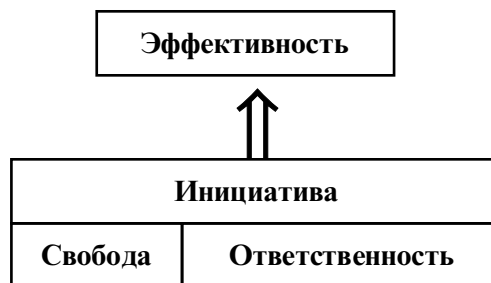 Эффективность
Инициатива
Свобода Ответственность